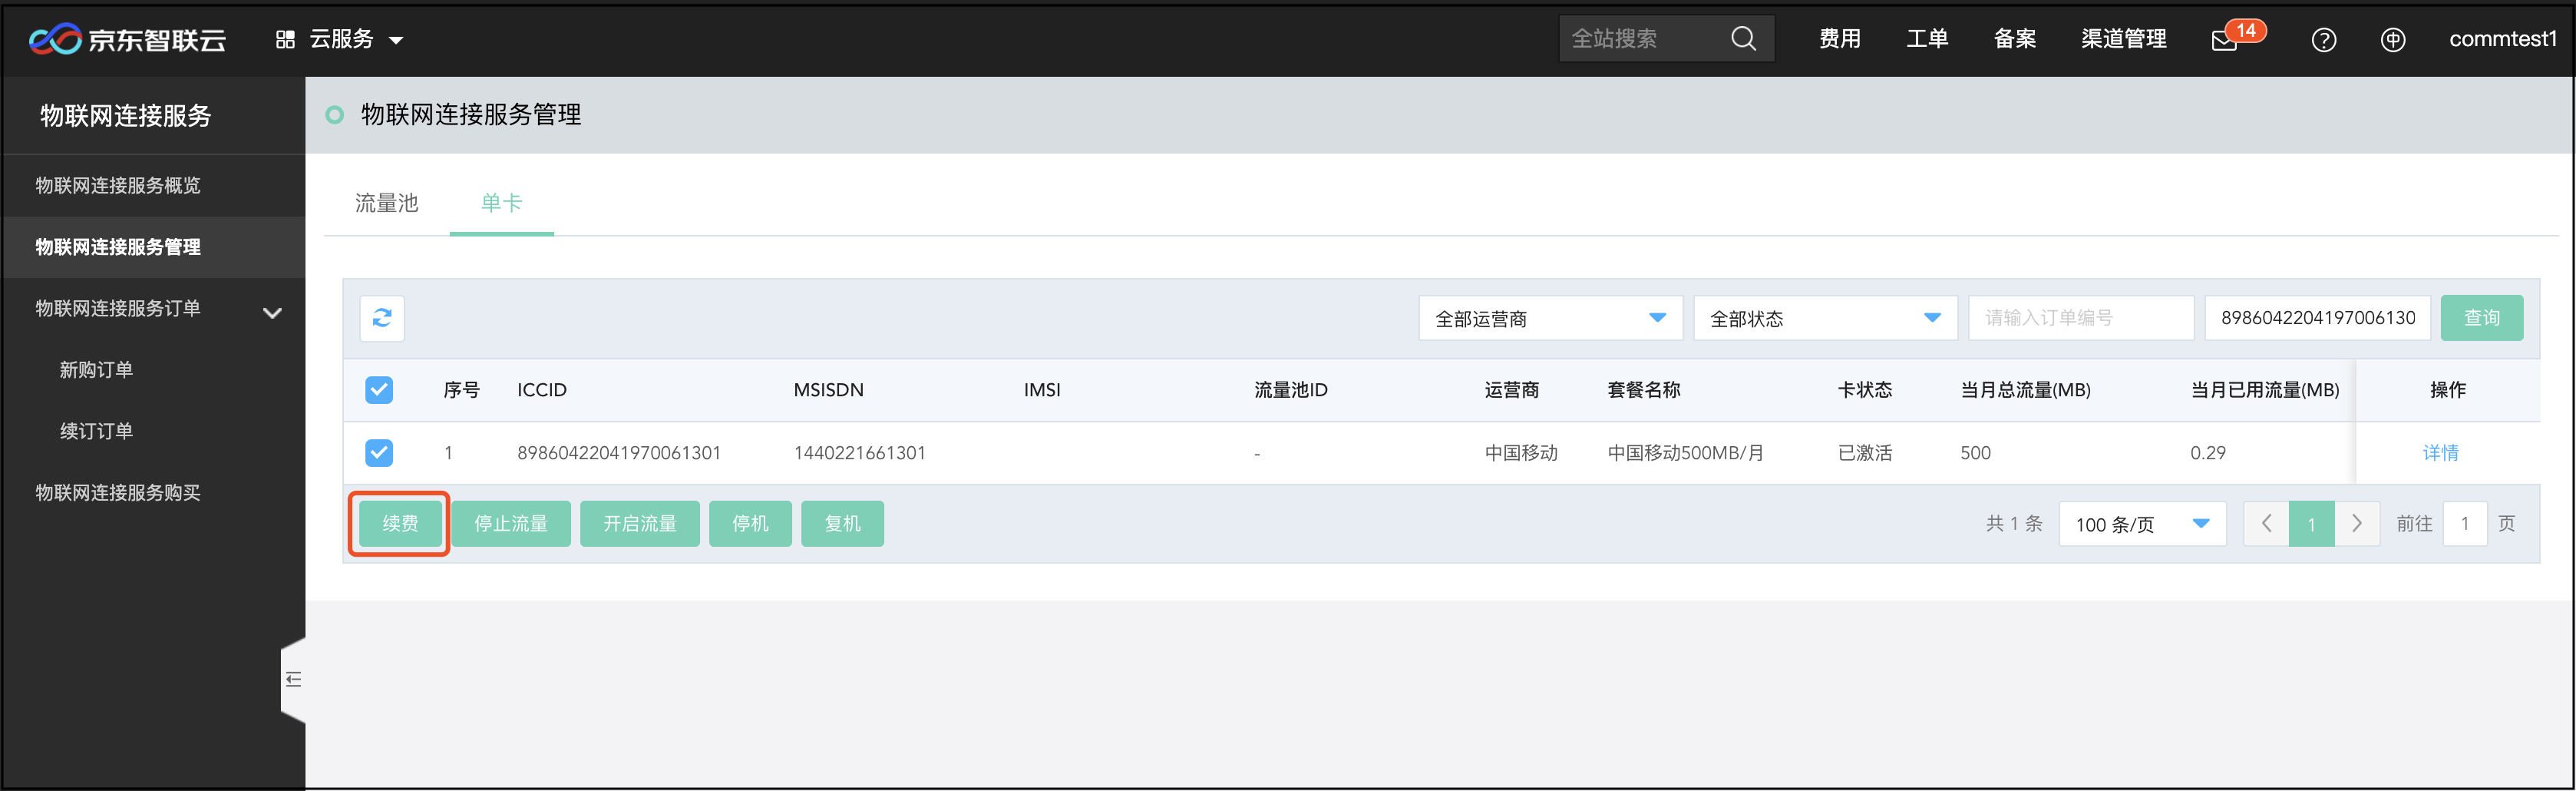 京东智联云 云服务 全站搜索 费用 工单 备案 渠道管理 14 commtest1
物联网连接服务
物联网连接服务管理
物联网连接服务概览
物联网连接服务管理
物联网连接服务订单
新购订单
续订订单
物联网连接服务购买
流量池 单卡
全部运营商 全部状态 请输入订单编号 8986042204197006130 查询
序号 ICCID MSISDN IMSI 流量池ID 运营商 套餐名称 卡状态 当月总流量(MB) 当月已用流量(MB) 操作
1 89860422041970061301 1440221661301 - 中国移动 中国移动500MB/月 已激活 500 0.29 详情
续费 停止流量 开启流量 停机 复机 共 1 条 100 条/页 1 前往 1 页